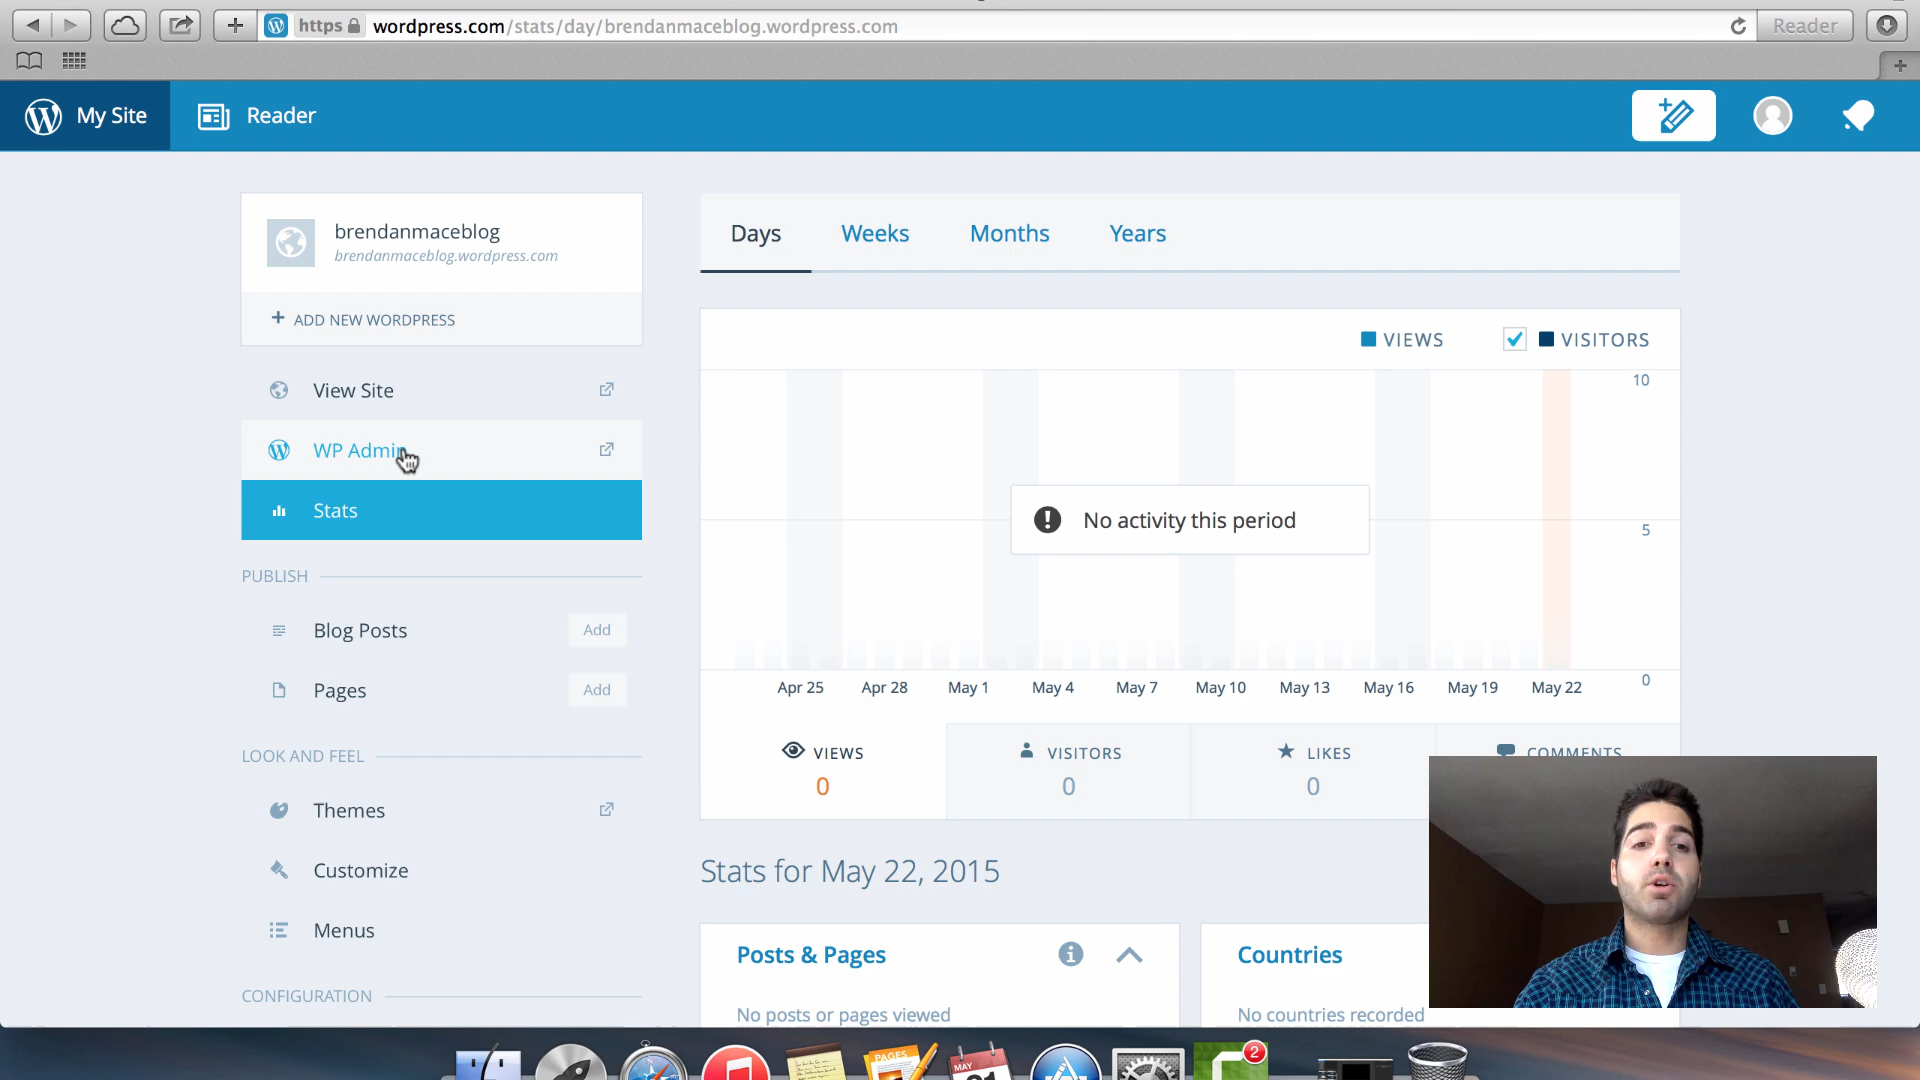 https wordpress.com/stats/day/brendanmaceblog.wordpress.com
Reader
My Site
Reader
brendanmaceblog
brendanmaceblog.wordpress.com
+ ADD NEW WORDPRESS
View Site
WP Admin
Stats
PUBLISH
Blog Posts
Add
Pages
Add
LOOK AND FEEL
Themes
Customize
Menus
CONFIGURATION
Days Weeks Months Years
VIEWS VISITORS
10
No activity this period
5
0
Apr 25 Apr 28 May 1 May 4 May 7 May 10 May 13 May 16 May 19 May 22
VIEWS VISITORS LIKES COMMENTS
0 0 0
Stats for May 22, 2015
Posts & Pages
No posts or pages viewed
Countries
No countries recorded
PAGES
MAY
2